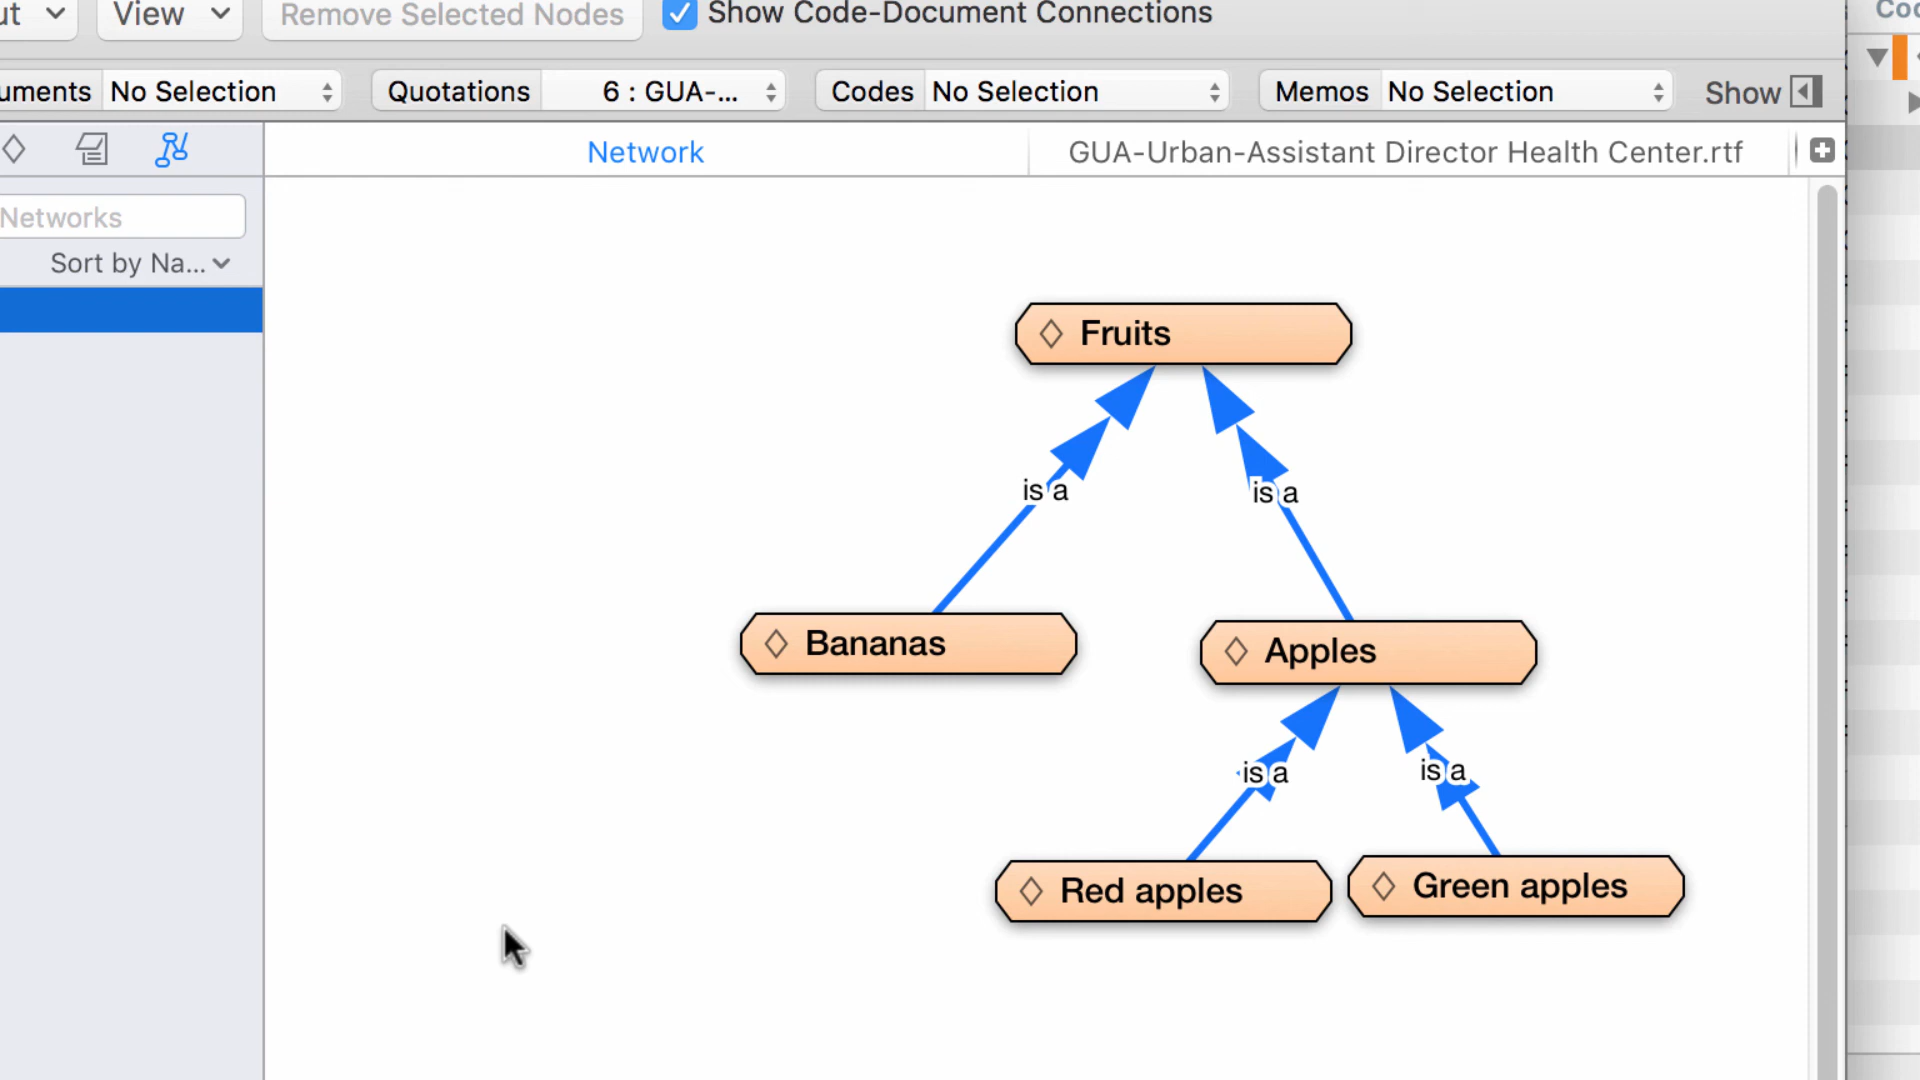 ut View Remove Selected Nodes Show Code-Document Connections
Coc
uments No Selection Quotations 6 : GUA-... Codes No Selection Memos No Selection Show
Network GUA-Urban-Assistant Director Health Center.rtf
Networks
Sort by Na...
Fruits
is a is a
Bananas Apples
is a is a
Red apples Green apples